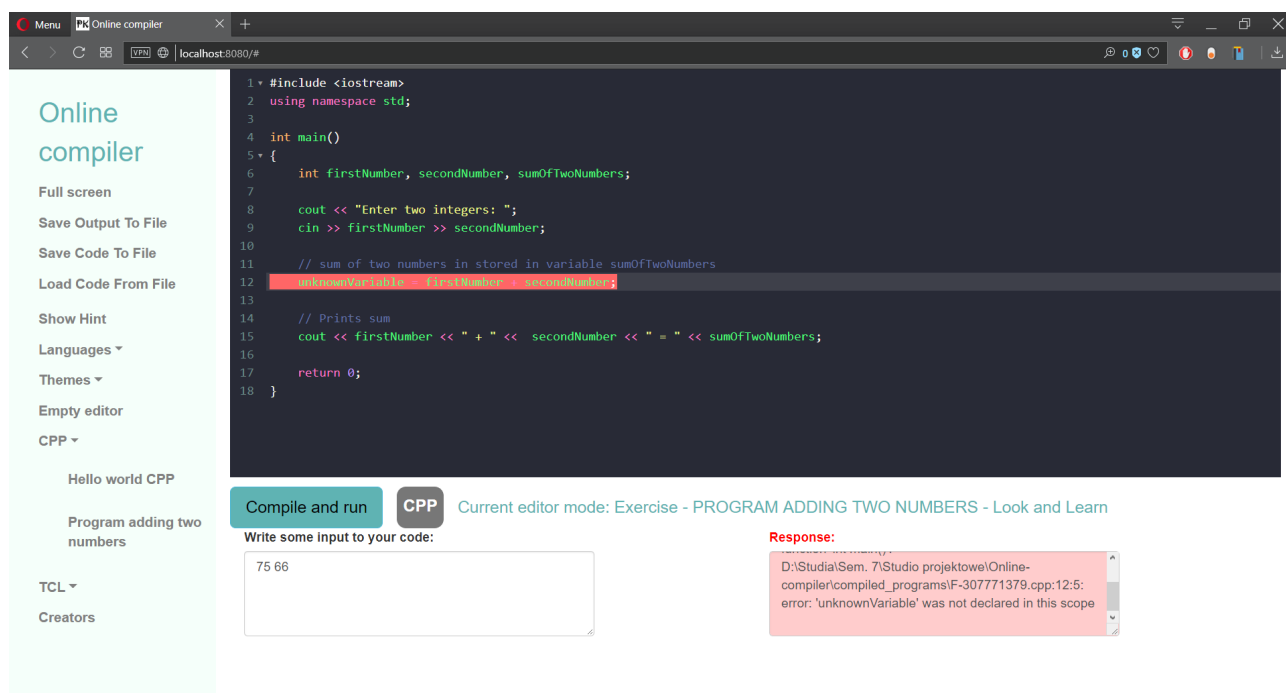 Menu
Online compiler
VPN
localhost:8080/#
0
Online
compiler
Full screen
Save Output To File
Save Code To File
Load Code From File
Show Hint
Languages
Themes
Empty editor
CPP
Hello world CPP
Program adding two
numbers
TCL
Creators
1 #include <iostream>
2 using namespace std;
3
4 int main()
5 {
6 int firstNumber, secondNumber, sumOfTwoNumbers;
7
8 cout << "Enter two integers: ";
9 cin >> firstNumber >> secondNumber;
10
11 // sum of two numbers in stored in variable sumOfTwoNumbers
12 unknownVariable = firstNumber + secondNumber;
13
14 // Prints sum
15 cout << firstNumber << " + " <<  secondNumber << " = " << sumOfTwoNumbers;
16
17 return 0;
18 }
Compile and run
CPP
Current editor mode: Exercise - PROGRAM ADDING TWO NUMBERS - Look and Learn
Write some input to your code:
75 66
Response:
D:\Studia\Sem. 7\Studio projektowe\Online-
compiler\compiled_programs\F-307771379.cpp:12:5:
error: 'unknownVariable' was not declared in this scope